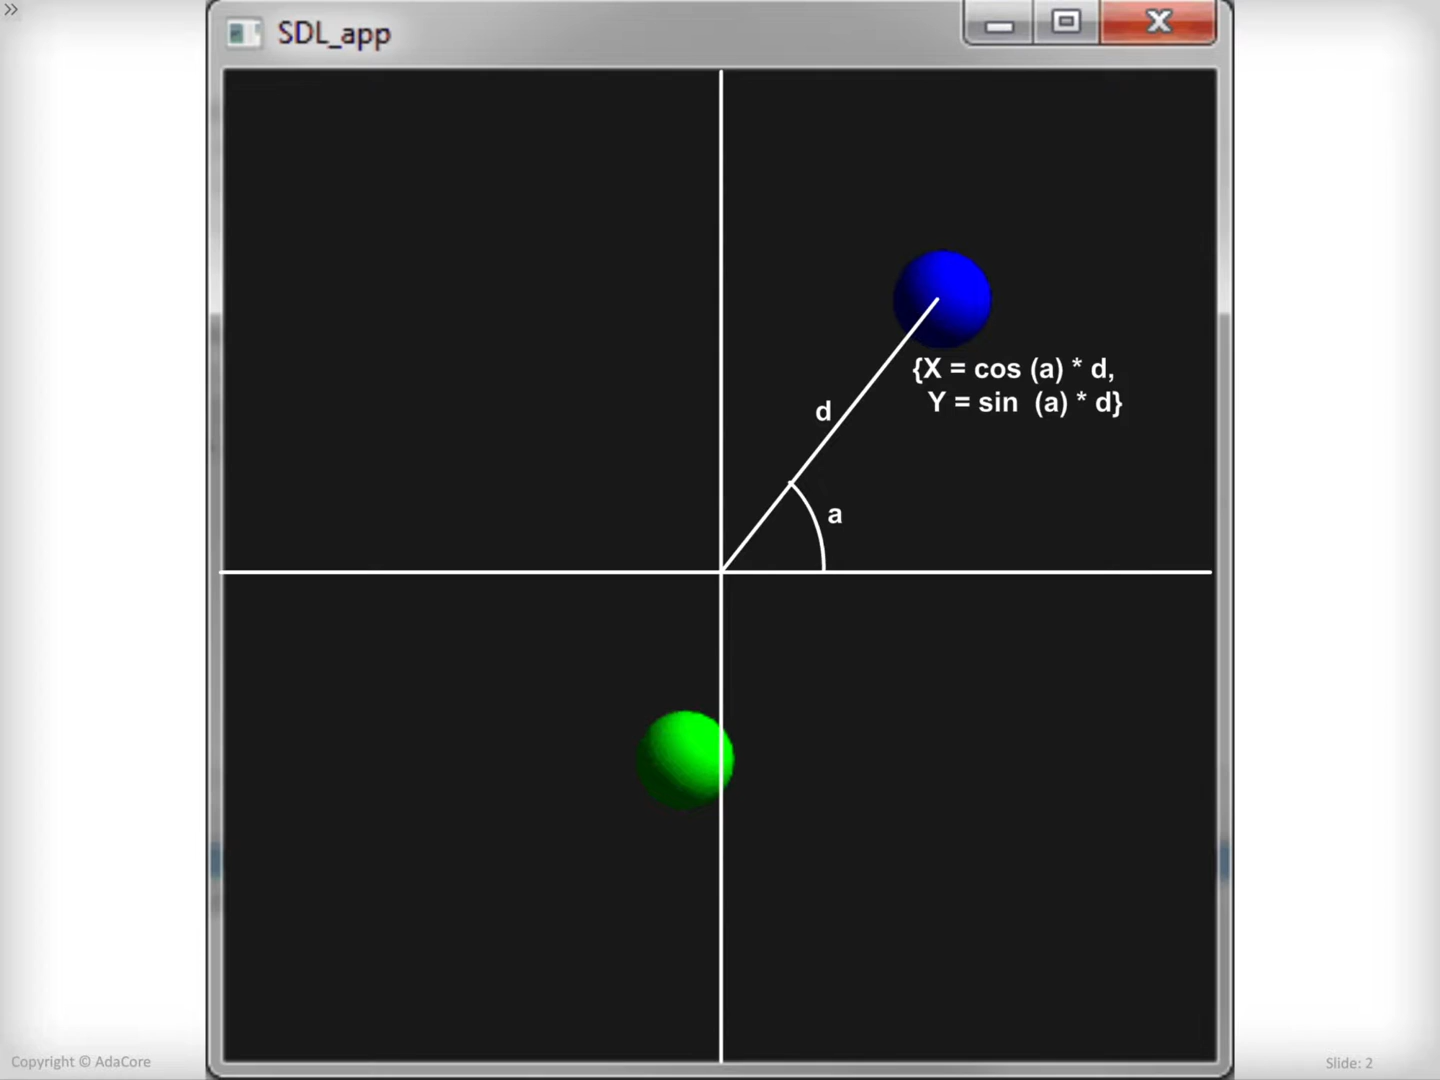 »
SDL_app
{X = cos (a) * d,
Y = sin (a) * d}
d
a
Copyright © AdaCore
Slide: 2